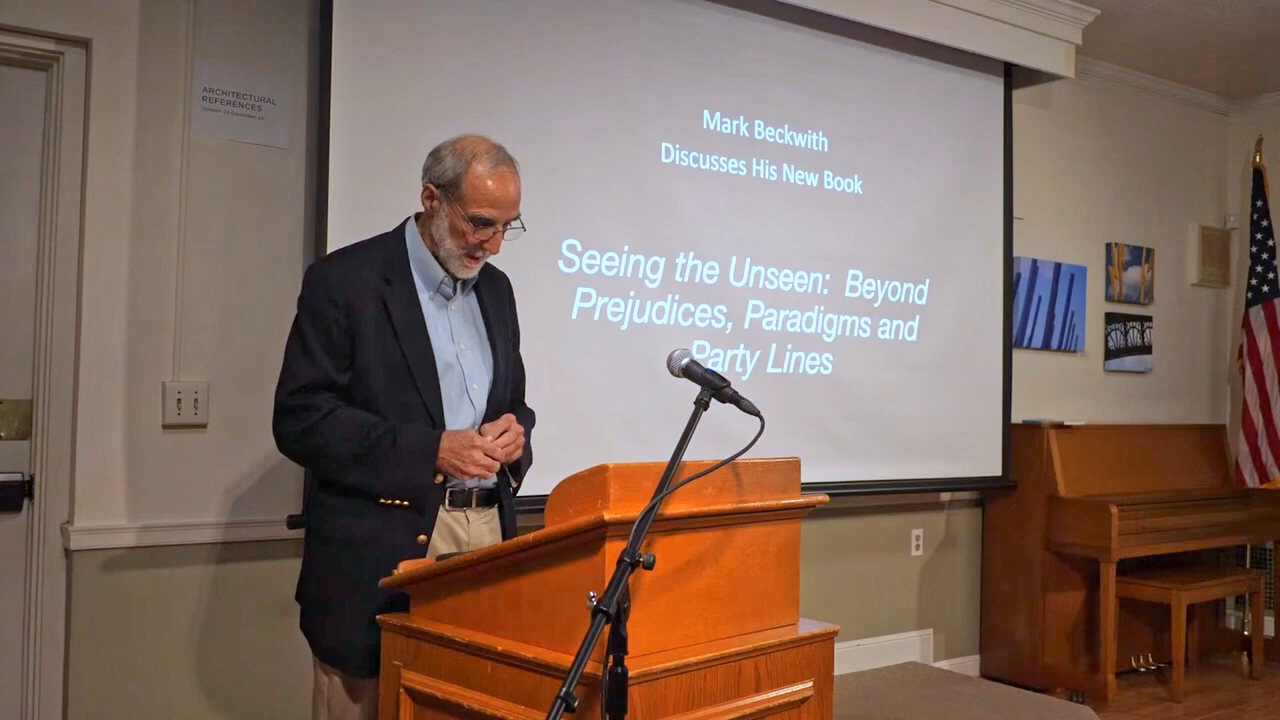 ARCHITECTURAL
REFERENCES
Mark Beckwith
Discusses His New Book
Seeing the Unseen: Beyond
Prejudices, Paradigms and
Party Lines